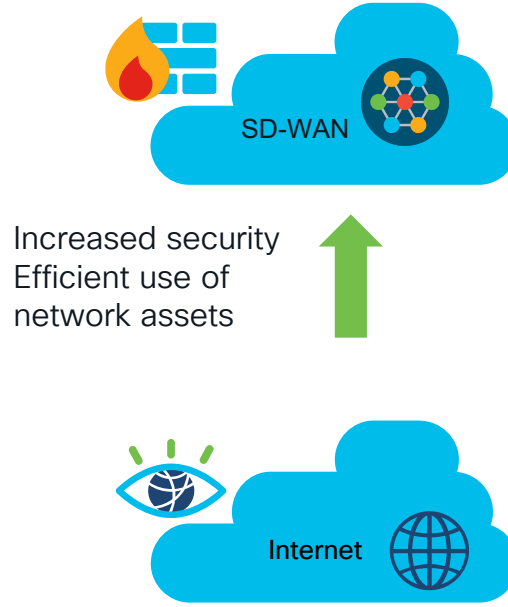 SD-WAN
Increased security
Efficient use of
network assets
Internet